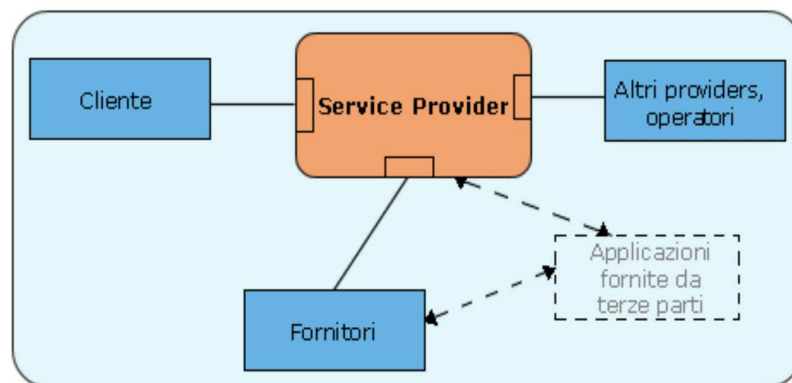 Cliente
Service Provider
Altri providers,
operatori
Applicazioni
fornite da
terze parti
Fornitori